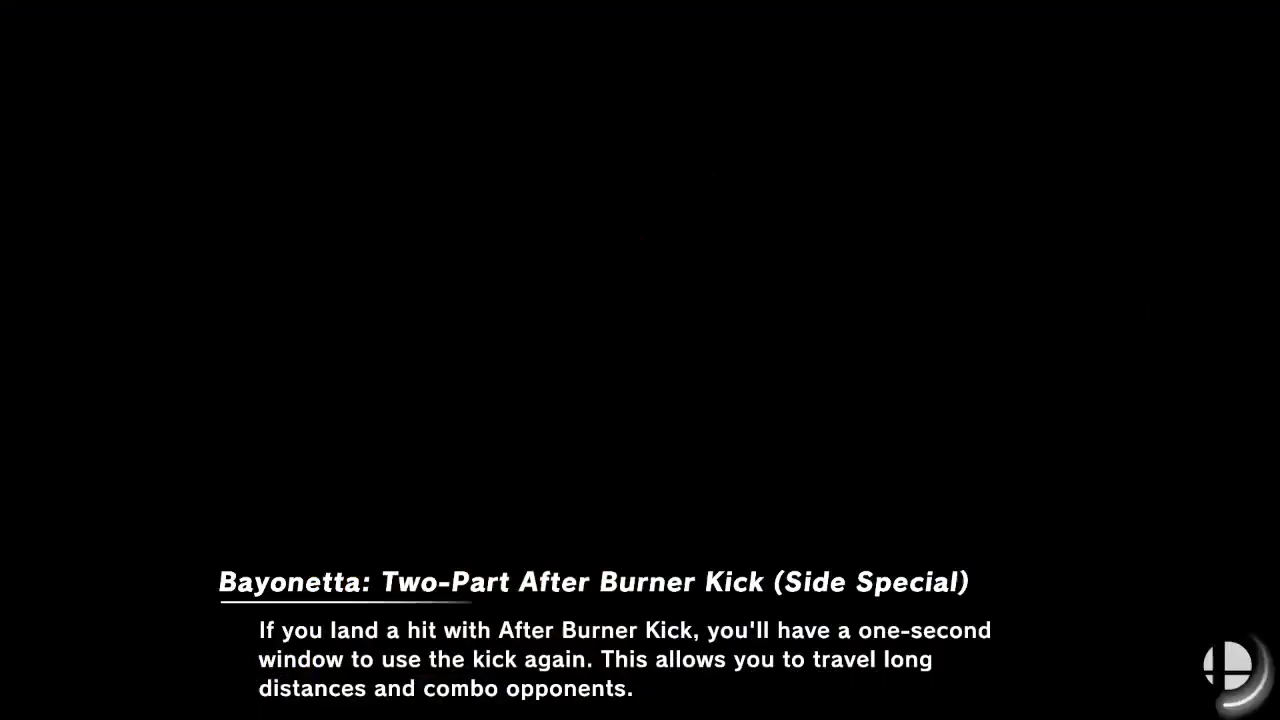 Bayonetta: Two-Part After Burner Kick (Side Special)
If you land a hit with After Burner Kick, you'll have a one-second
window to use the kick again. This allows you to travel long
distances and combo opponents.